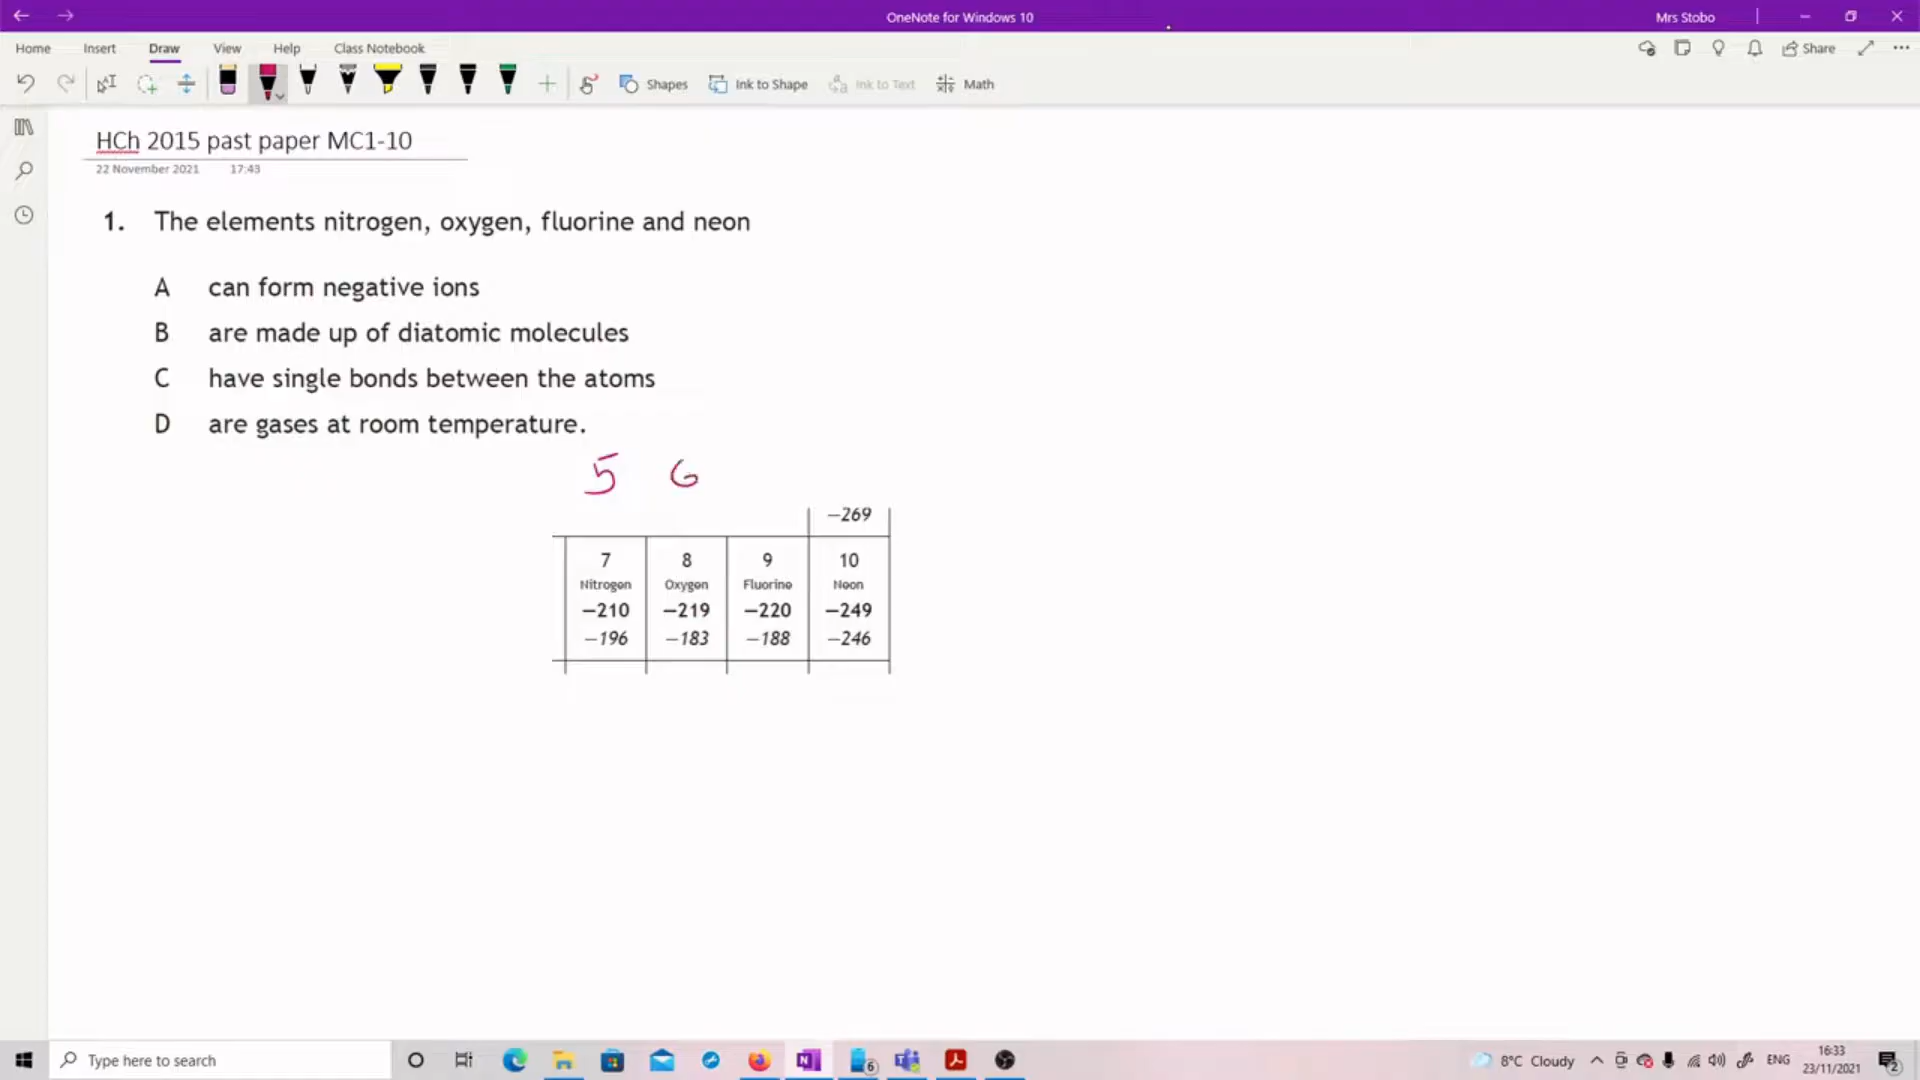 OneNote for Windows 10
Mrs Stobo
Home Insert Draw View Help Class Notebook
Share
Shapes Ink to Shape Ink to Text Math
HCh 2015 past paper MC1-10
22 November 2021 17:43
1. The elements nitrogen, oxygen, fluorine and neon
A can form negative ions
B are made up of diatomic molecules
C have single bonds between the atoms
D are gases at room temperature.
5 6
−269
7 8 9 10
Nitrogen Oxygen Fluorine Neon
−210 −219 −220 −249
−196 −183 −188 −246
Type here to search
6
8°C Cloudy
ENG
16:33
23/11/2021
2